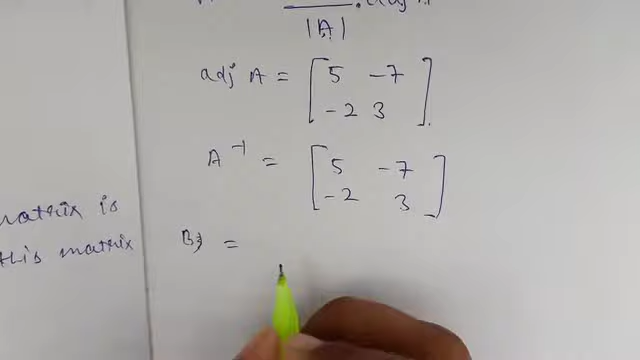 |A|
adj A = [ 5 -7
-2 3 ]
A⁻¹ = [ 5 -7
-2 3 ]
matrix is
this matrix
B =